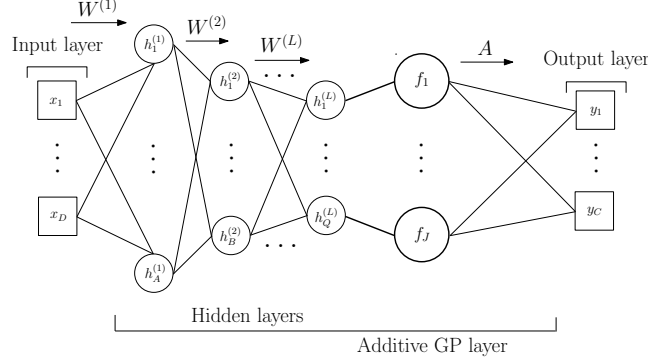 W^{(1)}
W^{(2)}
W^{(L)}
A
Input layer
Output layer
h_1^{(1)}
h_1^{(2)}
h_1^{(L)}
f_1
x_1
y_1
x_D
h_A^{(1)}
h_B^{(2)}
h_Q^{(L)}
f_J
y_C
Hidden layers
Additive GP layer